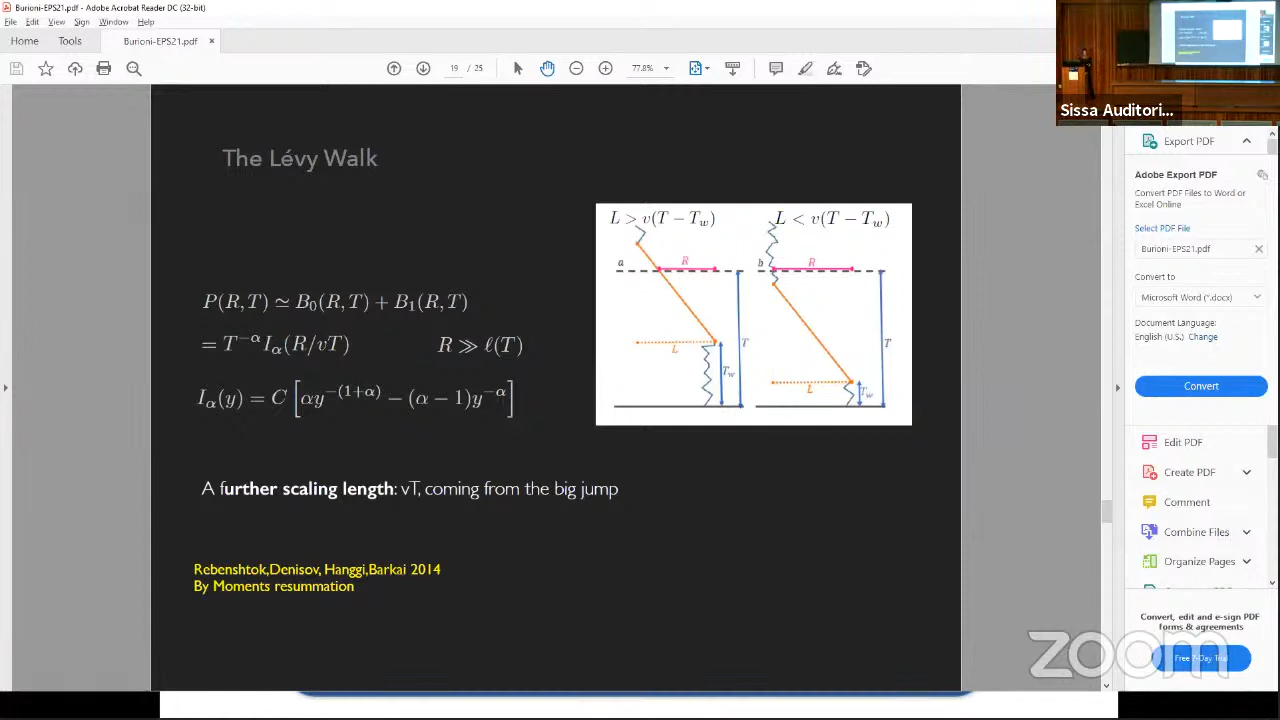 Burioni-EPS21.pdf - Adobe Acrobat Reader DC (32-bit)
File Edit View Sign Window Help
Home Tools Burioni-EPS21.pdf ×
19 / 77.8%
The Lévy Walk
L > v(T − T_w) L < v(T − T_w)
a R b R
T T
L T_w
L T_w
P(R, T) ≃ B₀(R, T) + B₁(R, T)
= T^{−α} I_α(R/vT) R ≫ ℓ(T)
I_α(y) = C [αy^{−(1+α)} − (α − 1)y^{−α}]
A further scaling length: vT, coming from the big jump
Rebenshtok,Denisov, Hanggi,Barkai 2014
By Moments resummation
Sissa Auditori...
Export PDF
Adobe Export PDF
Convert PDF Files to Word or
Excel Online
Select PDF File
Burioni-EPS21.pdf
Convert to
Microsoft Word (*.docx)
Document Language:
English (U.S.) Change
Convert
Edit PDF
Create PDF
Comment
Combine Files
Organize Pages
Convert, edit and e-sign PDF
forms & agreements
Free 7-Day Trial
zoom